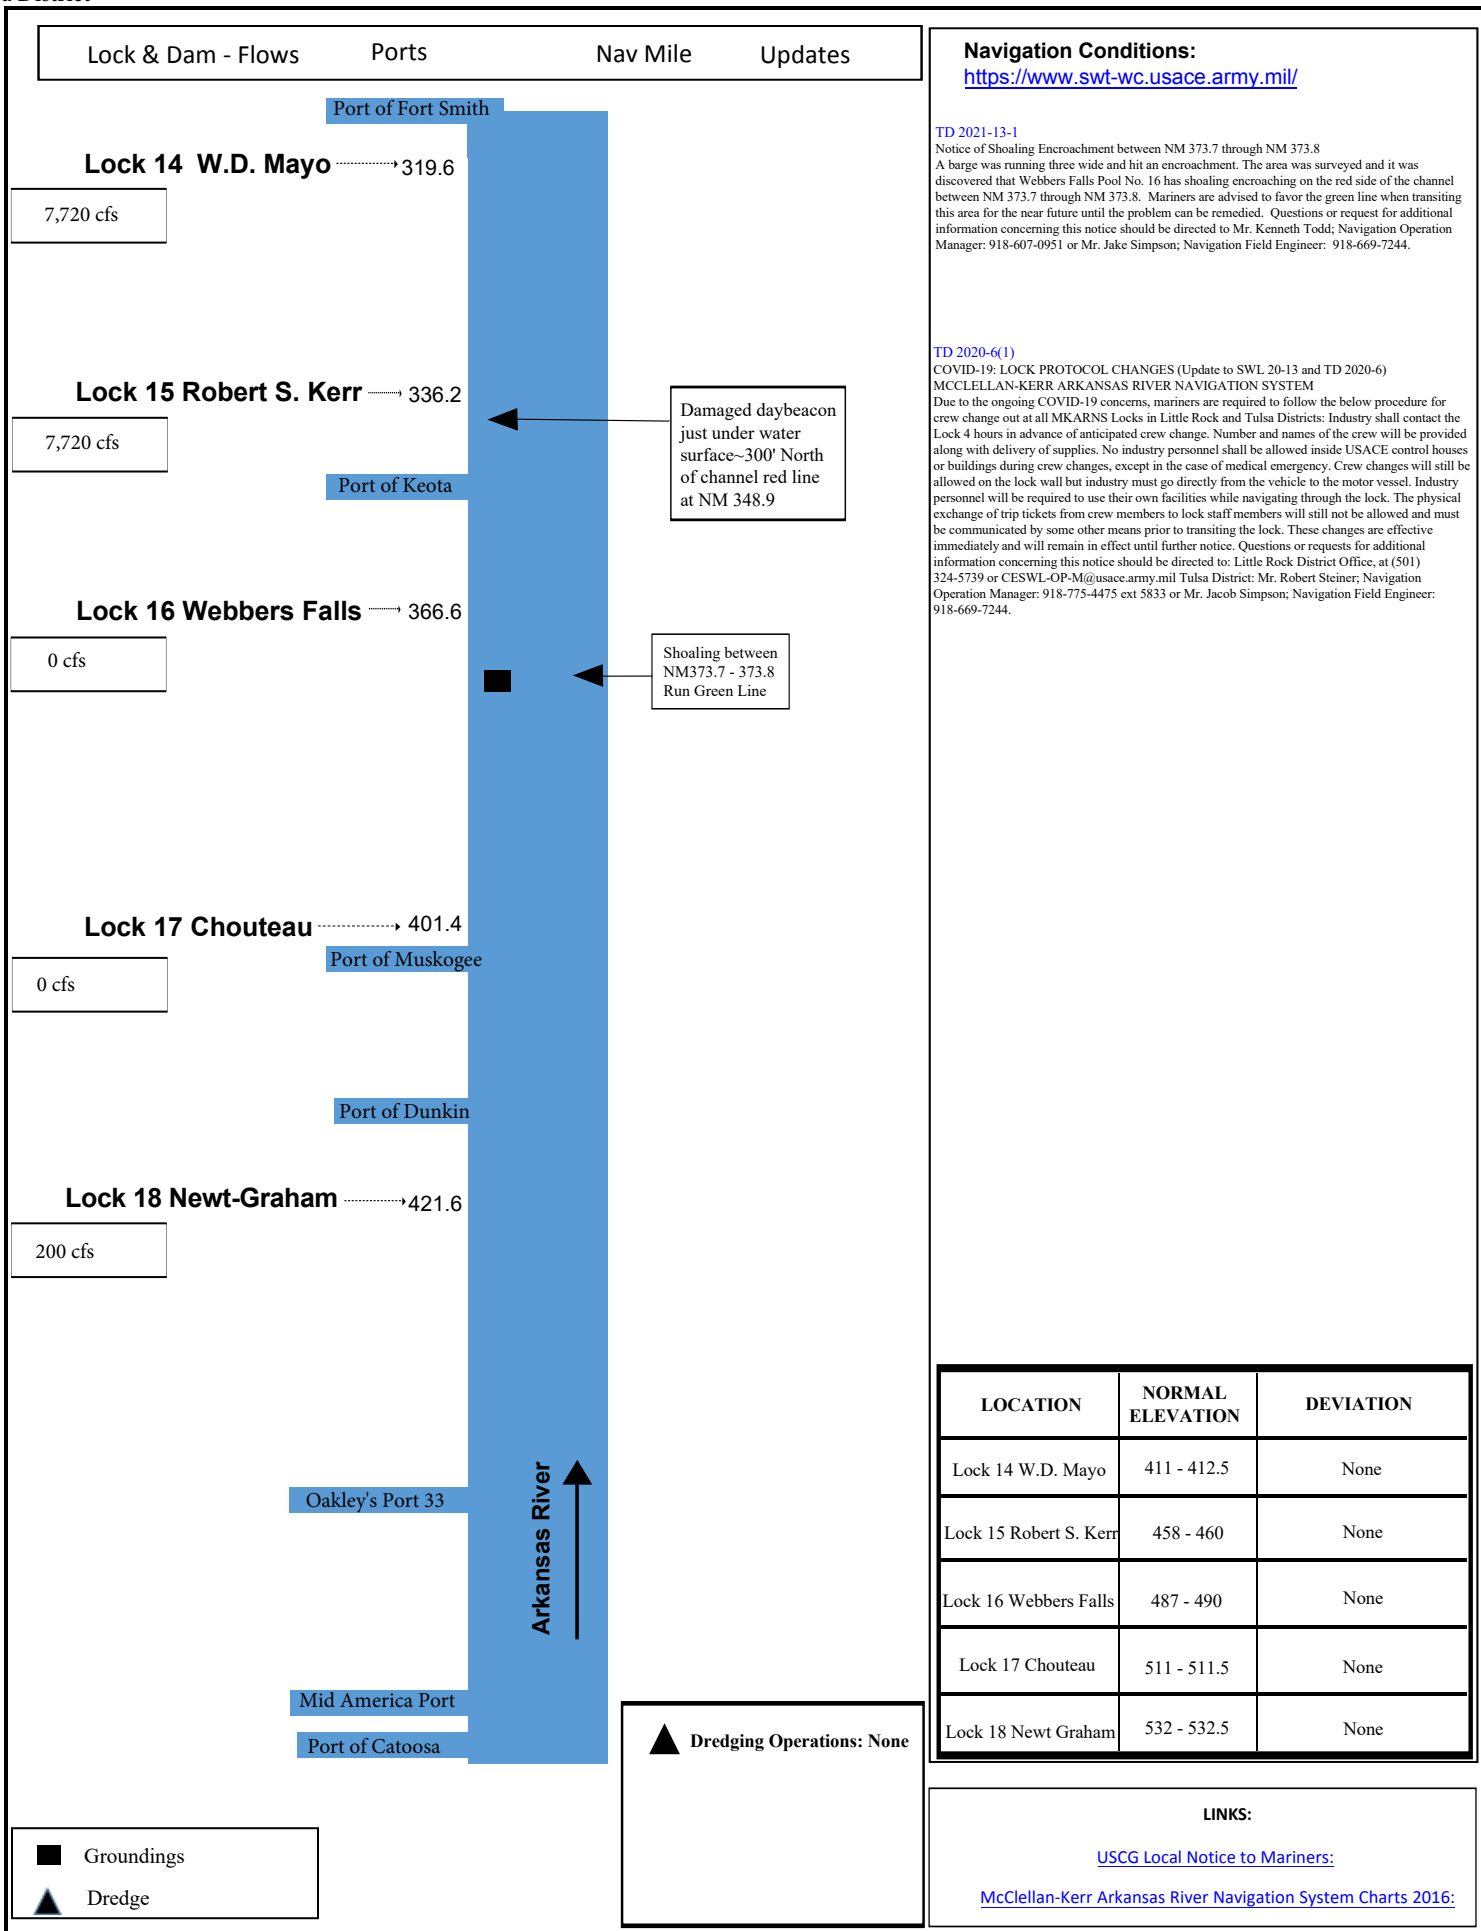 Lock & Dam - Flows Ports Nav Mile Updates
Port of Fort Smith
Lock 14 W.D. Mayo 319.6
7,720 cfs
Lock 15 Robert S. Kerr 336.2
7,720 cfs
Damaged daybeacon
just under water
surface~300' North
of channel red line
at NM 348.9
Port of Keota
Lock 16 Webbers Falls 366.6
0 cfs
Shoaling between
NM373.7 - 373.8
Run Green Line
Lock 17 Chouteau 401.4
Port of Muskogee
0 cfs
Port of Dunkin
Lock 18 Newt-Graham 421.6
200 cfs
Arkansas River
Oakley's Port 33
Mid America Port
Port of Catoosa
Dredging Operations: None
Groundings
Dredge
Navigation Conditions:
https://www.swt-wc.usace.army.mil/
TD 2021-13-1
Notice of Shoaling Encroachment between NM 373.7 through NM 373.8
A barge was running three wide and hit an encroachment. The area was surveyed and it was
discovered that Webbers Falls Pool No. 16 has shoaling encroaching on the red side of the channel
between NM 373.7 through NM 373.8. Mariners are advised to favor the green line when transiting
this area for the near future until the problem can be remedied. Questions or request for additional
information concerning this notice should be directed to Mr. Kenneth Todd; Navigation Operation
Manager: 918-607-0951 or Mr. Jake Simpson; Navigation Field Engineer: 918-669-7244.
TD 2020-6(1)
COVID-19: LOCK PROTOCOL CHANGES (Update to SWL 20-13 and TD 2020-6)
MCCLELLAN-KERR ARKANSAS RIVER NAVIGATION SYSTEM
Due to the ongoing COVID-19 concerns, mariners are required to follow the below procedure for
crew change out at all MKARNS Locks in Little Rock and Tulsa Districts: Industry shall contact the
Lock 4 hours in advance of anticipated crew change. Number and names of the crew will be provided
along with delivery of supplies. No industry personnel shall be allowed inside USACE control houses
or buildings during crew changes, except in the case of medical emergency. Crew changes will still be
allowed on the lock wall but industry must go directly from the vehicle to the motor vessel. Industry
personnel will be required to use their own facilities while navigating through the lock. The physical
exchange of trip tickets from crew members to lock staff members will still not be allowed and must
be communicated by some other means prior to transiting the lock. These changes are effective
immediately and will remain in effect until further notice. Questions or requests for additional
information concerning this notice should be directed to: Little Rock District Office, at (501)
324-5739 or CESWL-OP-M@usace.army.mil Tulsa District: Mr. Robert Steiner; Navigation
Operation Manager: 918-775-4475 ext 5833 or Mr. Jacob Simpson; Navigation Field Engineer:
918-669-7244.
LOCATION NORMAL ELEVATION DEVIATION
Lock 14 W.D. Mayo 411 - 412.5 None
Lock 15 Robert S. Kerr 458 - 460 None
Lock 16 Webbers Falls 487 - 490 None
Lock 17 Chouteau 511 - 511.5 None
Lock 18 Newt Graham 532 - 532.5 None
LINKS:
USCG Local Notice to Mariners:
McClellan-Kerr Arkansas River Navigation System Charts 2016: